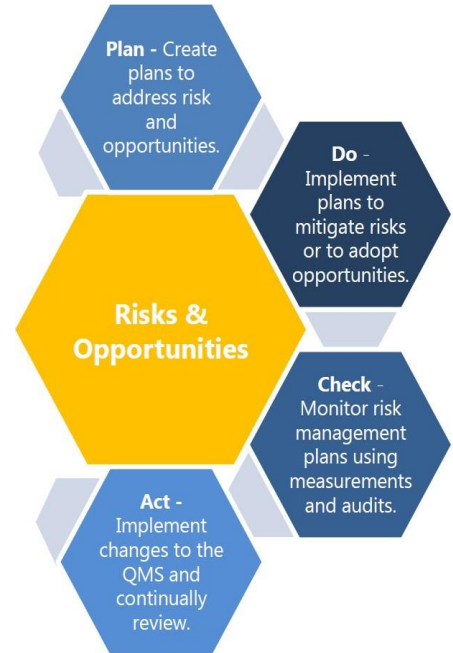 Plan - Create
plans to
address risk
and
opportunities.
Do -
Implement
plans to
mitigate risks
or to adopt
opportunities.
Risks &
Opportunities
Check -
Monitor risk
management
plans using
measurements
and audits.
Act -
Implement
changes to the
QMS and
continually
review.